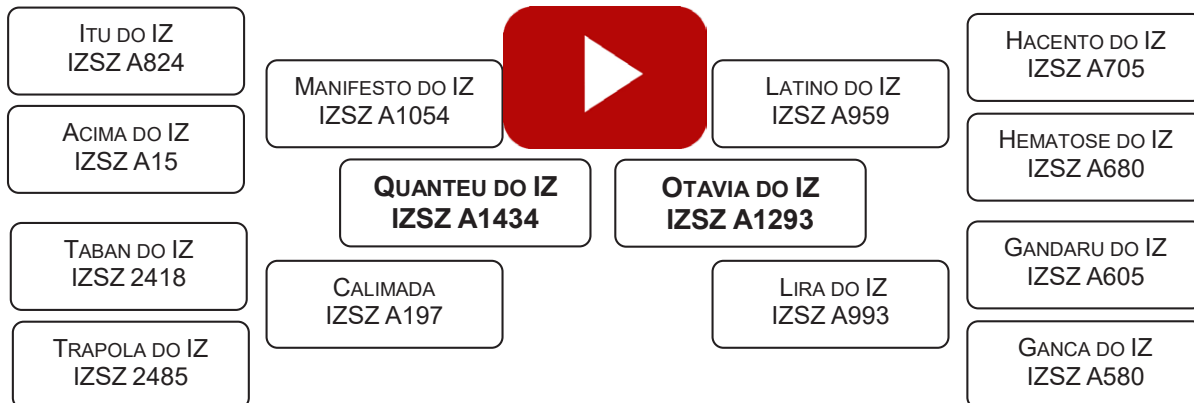 Itu do IZ
IZSZ A824
Acima do IZ
IZSZ A15
Taban do IZ
IZSZ 2418
Trapola do IZ
IZSZ 2485
Manifesto do IZ
IZSZ A1054
Calimada
IZSZ A197
Quanteu do IZ
IZSZ A1434
Otavia do IZ
IZSZ A1293
Latino do IZ
IZSZ A959
Lira do IZ
IZSZ A993
Hacento do IZ
IZSZ A705
Hematose do IZ
IZSZ A680
Gandaru do IZ
IZSZ A605
Ganca do IZ
IZSZ A580